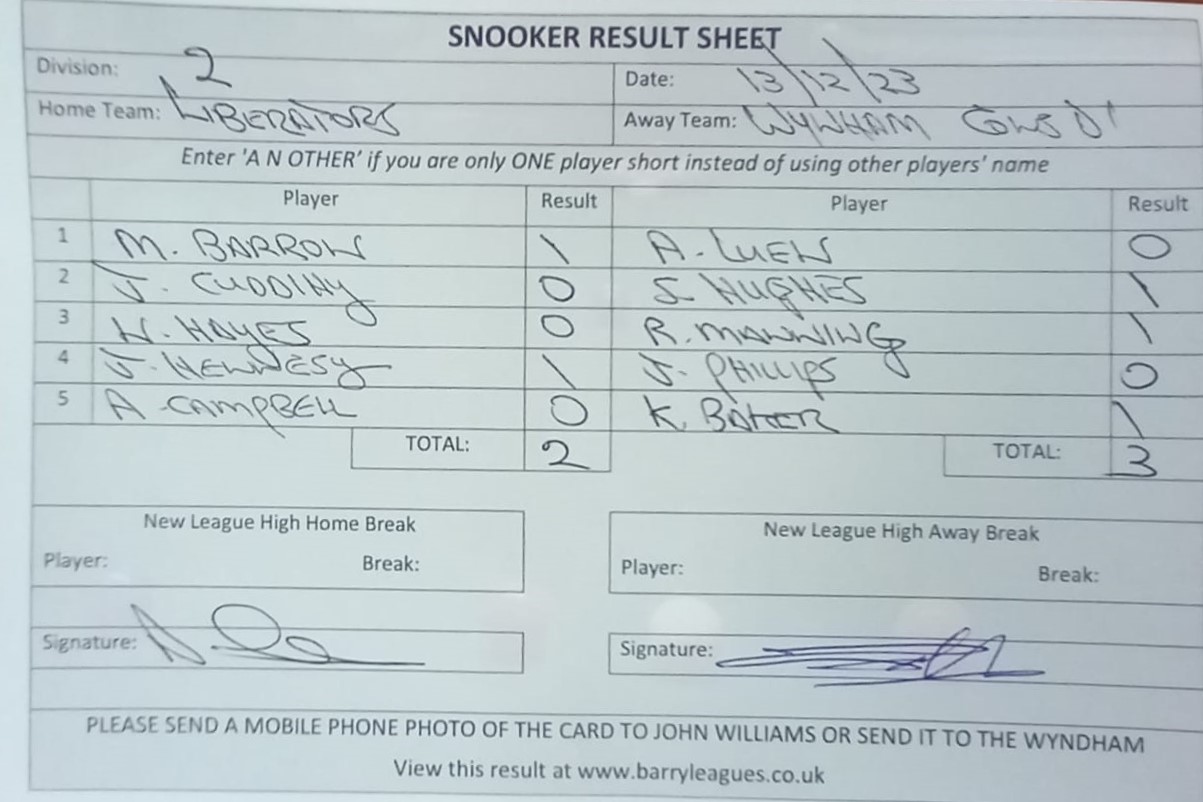 SNOOKER RESULT SHEET
Division: 2 Date: 13/12/23
Home Team: LIBERATORS Away Team: WYNHAM
Enter 'A N OTHER' if you are only ONE player short instead of using other players' name
Player Result Player Result
1 M. BARROW 1 A. LUEN 0
2 J. CUDDIHY 0 S. HUGHES 1
3 N. HAYES 0 R. MANNING 1
4 J. HENNESY 1 J. PHILLIPS 0
5 A. CAMPBELL 0 K. BAKER 1
TOTAL: 2 TOTAL: 3
New League High Home Break New League High Away Break
Player: Break: Player: Break:
Signature: Signature:
PLEASE SEND A MOBILE PHONE PHOTO OF THE CARD TO JOHN WILLIAMS OR SEND IT TO THE WYNDHAM
View this result at www.barryleagues.co.uk